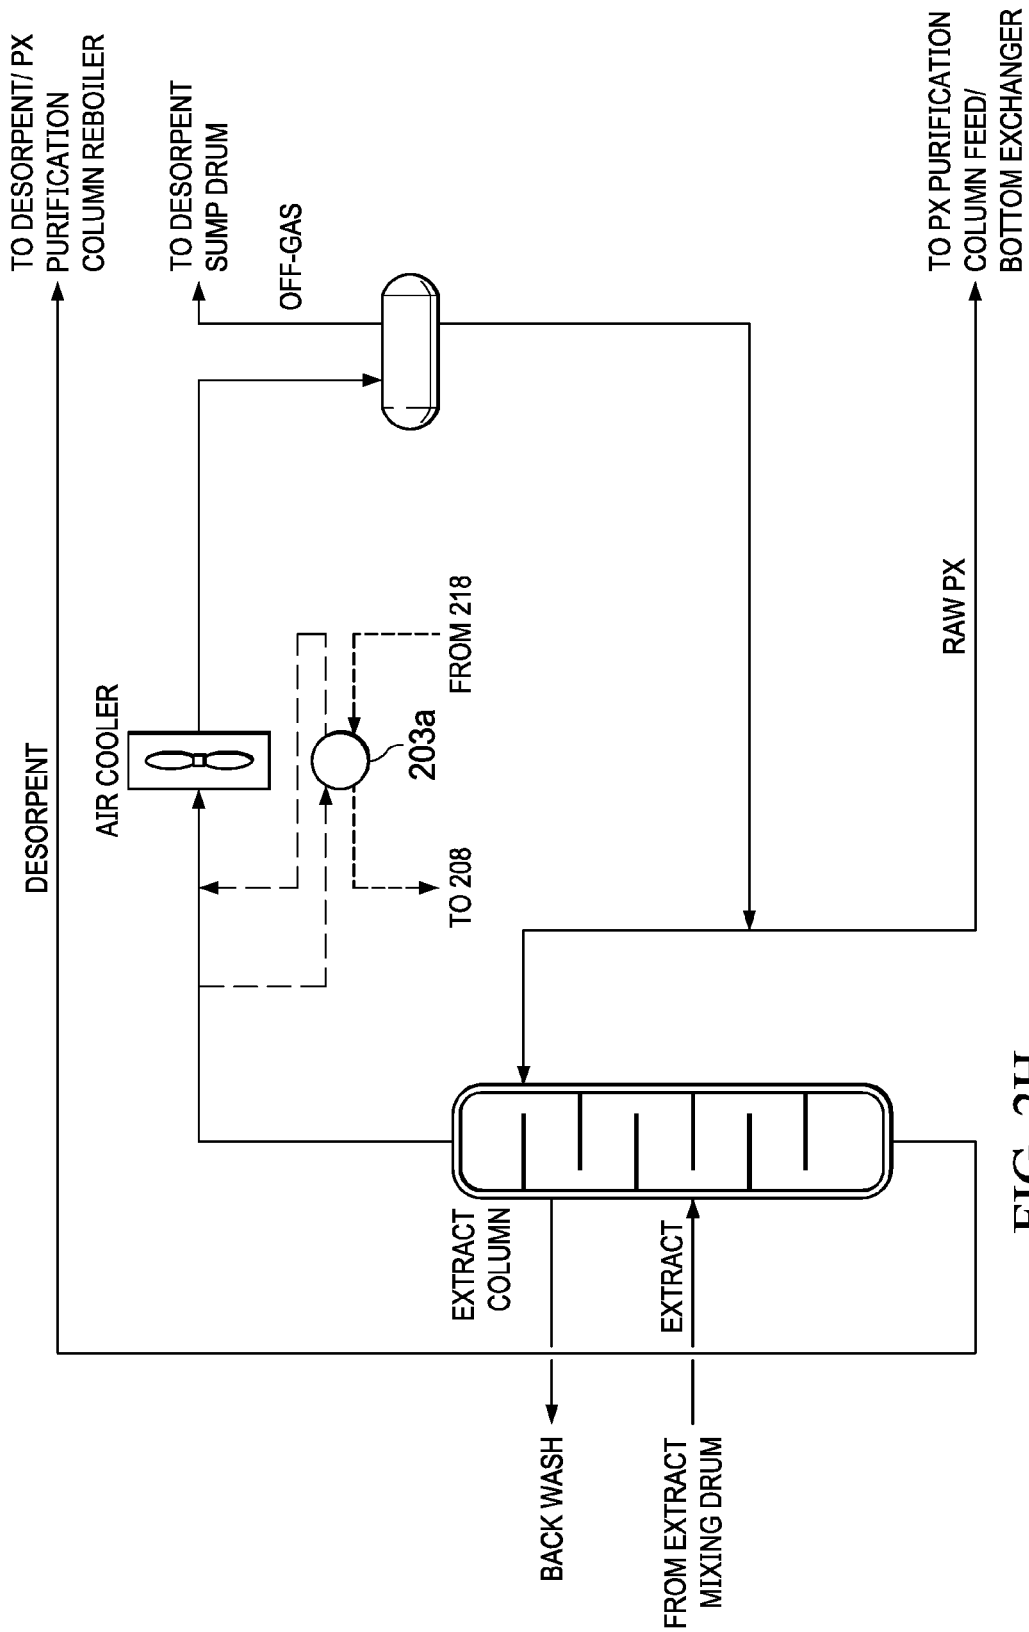 TO DESORPENT/ PX
PURIFICATION
COLUMN REBOILER
DESORPENT
TO DESORPENT
SUMP DRUM
AIR COOLER
OFF-GAS
203a
FROM 218
TO 208
EXTRACT
COLUMN
BACK WASH
EXTRACT
FROM EXTRACT
MIXING DRUM
RAW PX
TO PX PURIFICATION
COLUMN FEED/
BOTTOM EXCHANGER
FIG. 2H